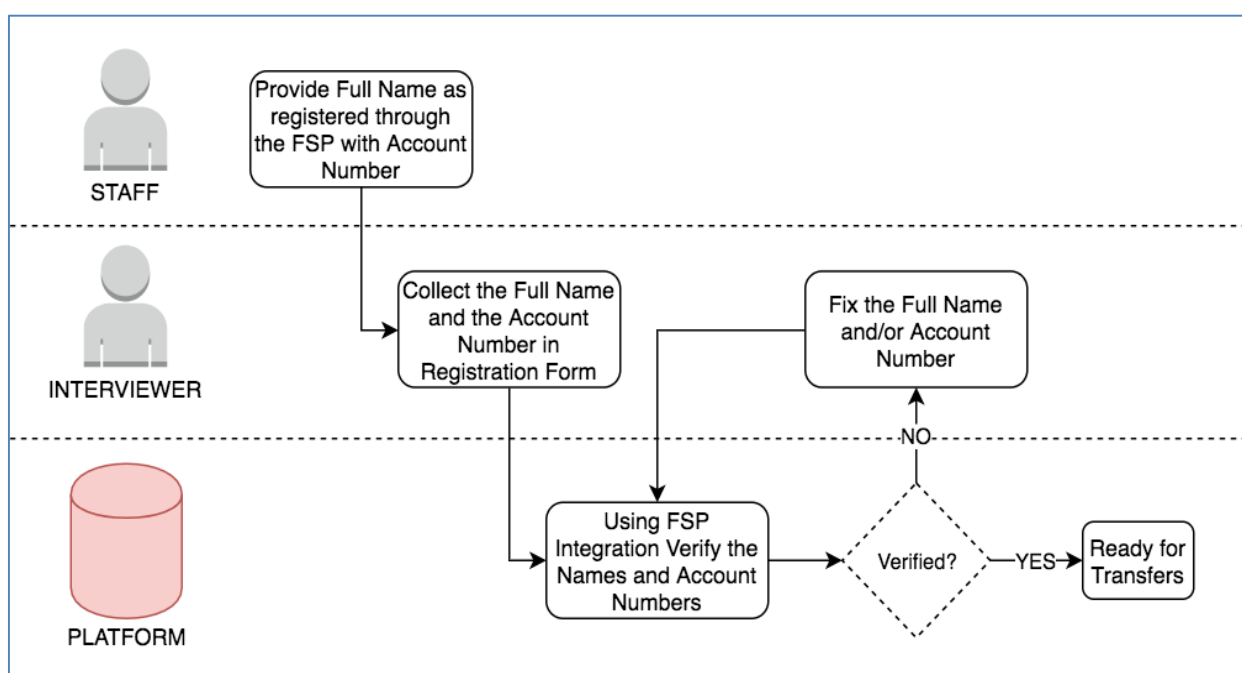 Provide Full Name as
registered through
the FSP with Account
Number
STAFF
Collect the Full Name
and the Account
Number in
Registration Form
Fix the Full Name
and/or Account
Number
INTERVIEWER
NO
Using FSP
Integration Verify the
Names and Account
Numbers
Verified?
YES
Ready for
Transfers
PLATFORM